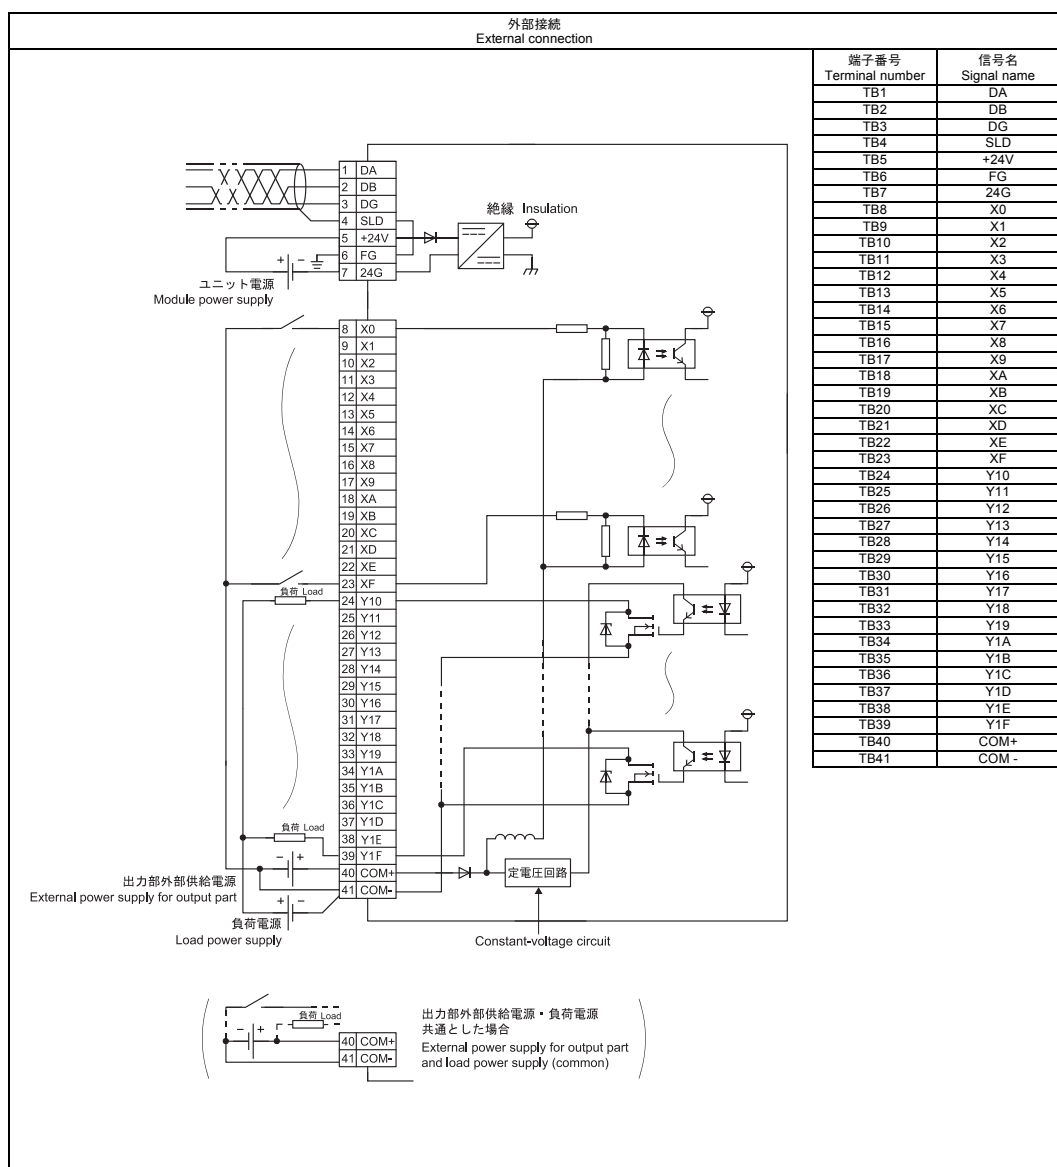 外部接続
External connection
端子番号 信号名
Terminal number Signal name
TB1 DA
TB2 DB
TB3 DG
TB4 SLD
TB5 +24V
TB6 FG
TB7 24G
TB8 X0
TB9 X1
TB10 X2
TB11 X3
TB12 X4
TB13 X5
TB14 X6
TB15 X7
TB16 X8
TB17 X9
TB18 XA
TB19 XB
TB20 XC
TB21 XD
TB22 XE
TB23 XF
TB24 Y10
TB25 Y11
TB26 Y12
TB27 Y13
TB28 Y14
TB29 Y15
TB30 Y16
TB31 Y17
TB32 Y18
TB33 Y19
TB34 Y1A
TB35 Y1B
TB36 Y1C
TB37 Y1D
TB38 Y1E
TB39 Y1F
TB40 COM+
TB41 COM -
1 DA
2 DB
3 DG
4 SLD
5 +24V
6 FG
7 24G
絶縁 Insulation
+ −
ユニット電源
Module power supply
8 X0
9 X1
10 X2
11 X3
12 X4
13 X5
14 X6
15 X7
16 X8
17 X9
18 XA
19 XB
20 XC
21 XD
22 XE
23 XF
負荷 Load
24 Y10
25 Y11
26 Y12
27 Y13
28 Y14
29 Y15
30 Y16
31 Y17
32 Y18
33 Y19
34 Y1A
35 Y1B
36 Y1C
37 Y1D
負荷 Load
38 Y1E
39 Y1F
− +
40 COM+
41 COM-
定電圧回路
出力部外部供給電源
External power supply for output part
+ −
負荷電源
Load power supply
Constant-voltage circuit
負荷 Load
− +
40 COM+
41 COM-
出力部外部供給電源・負荷電源
共通とした場合
External power supply for output part
and load power supply (common)